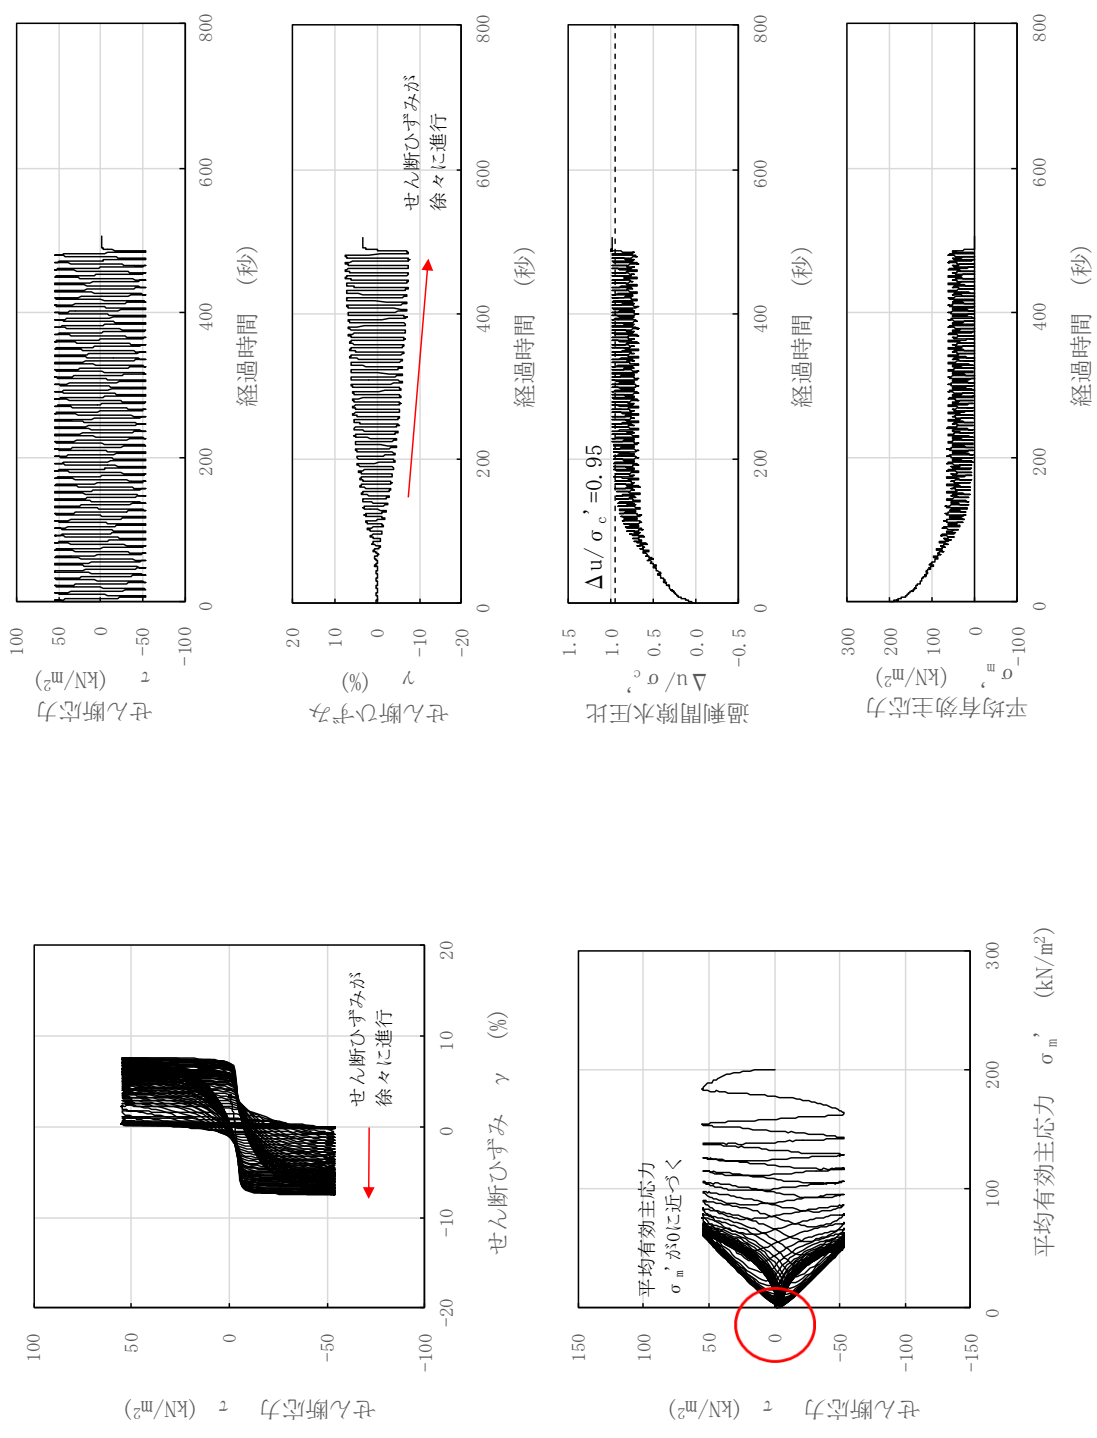 100
50
0
-50
-100
せん断応力 τ (kN/m²)
-20
-10
0
10
20
せん断ひずみ γ (%)
せん断ひずみが
徐々に進行
150
100
50
0
-50
-100
-150
せん断応力 τ (kN/m²)
0
100
200
300
平均有効主応力 σm' (kN/m²)
平均有効主応力
σm'が0に近づく
100
50
0
-50
-100
せん断応力
τ (kN/m²)
0
200
400
600
800
経過時間 (秒)
20
10
0
-10
-20
せん断ひずみ
γ (%)
0
200
400
600
800
経過時間 (秒)
せん断ひずみが
徐々に進行
1.5
1.0
0.5
0.0
-0.5
過剰間隙水圧比
Δu/σc'
0
200
400
600
800
経過時間 (秒)
Δu/σc'=0.95
300
200
100
0
-100
平均有効主応力
σm' (kN/m²)
0
200
400
600
800
経過時間 (秒)